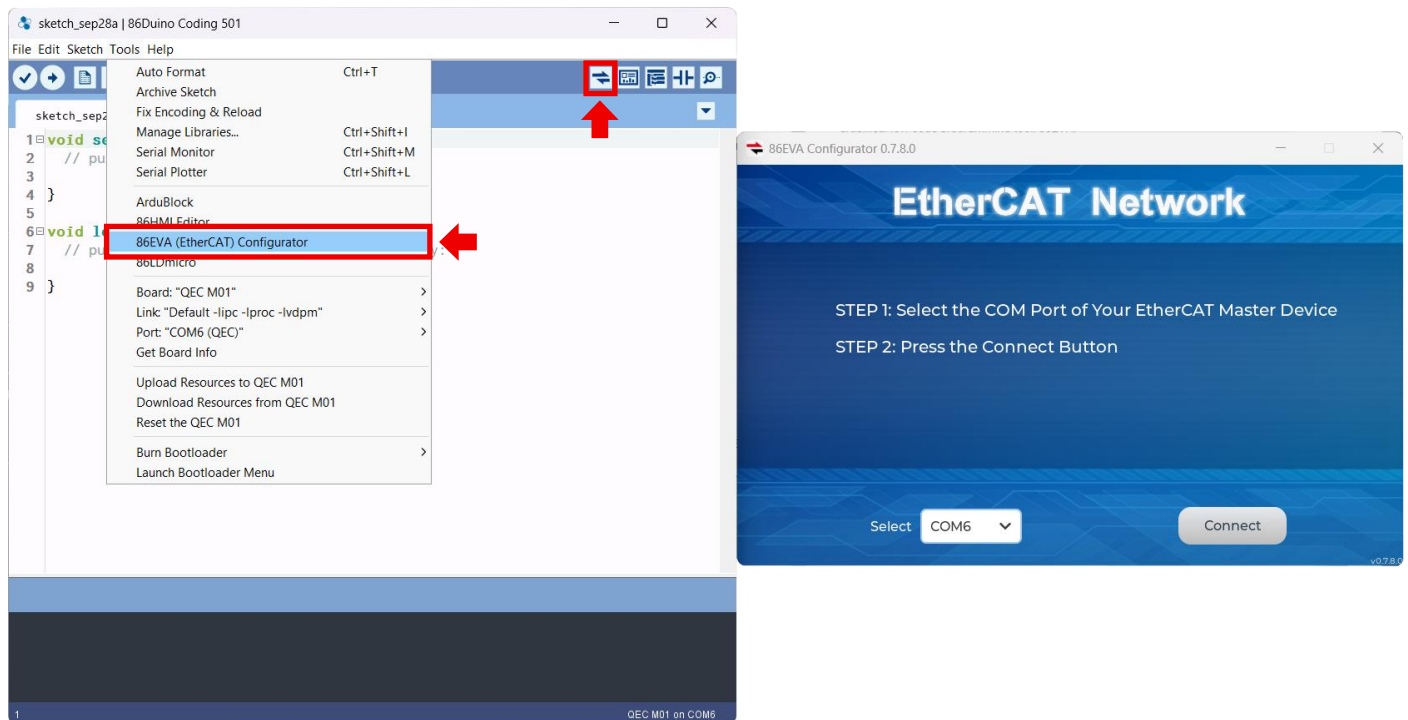 sketch_sep28a | 86Duino Coding 501
File Edit Sketch Tools Help
Auto Format Ctrl+T
Archive Sketch
Fix Encoding & Reload
Manage Libraries... Ctrl+Shift+I
Serial Monitor Ctrl+Shift+M
Serial Plotter Ctrl+Shift+L
ArduBlock
86HMI Editor
86EVA (EtherCAT) Configurator
86LDmicro
Board: "QEC M01"
Link: "Default -lipc -lproc -lvdpm"
Port: "COM6 (QEC)"
Get Board Info
Upload Resources to QEC M01
Download Resources from QEC M01
Reset the QEC M01
Burn Bootloader
Launch Bootloader Menu
sketch_sep2
1 void se
2 // pu
3
4 }
5
6 void lo
7 // pu y:
8
9 }
1 QEC M01 on COM6
86EVA Configurator 0.7.8.0
EtherCAT Network
STEP 1: Select the COM Port of Your EtherCAT Master Device
STEP 2: Press the Connect Button
Select COM6 Connect
v0.7.8.0